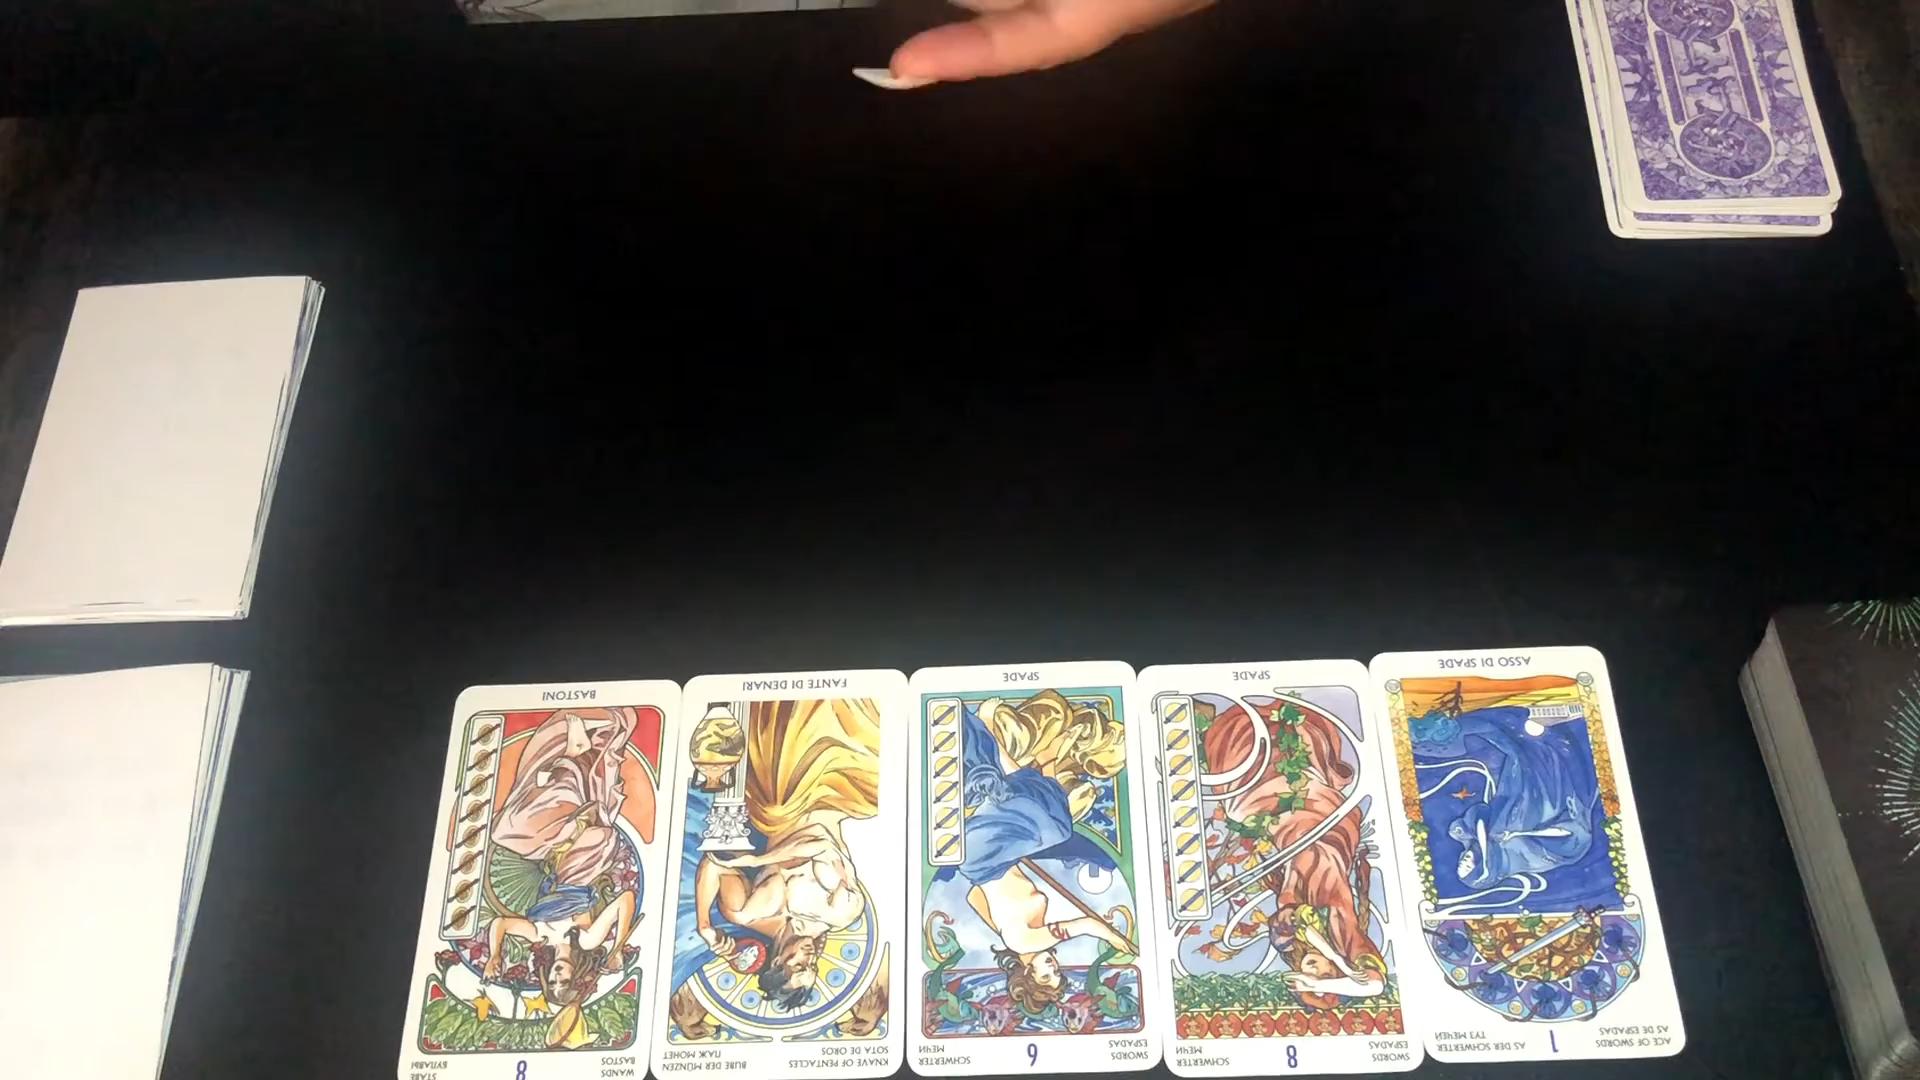 BASTONI
8
WANDS
BASTOS
STÄBE
БУЛАВЫ
FANTE DI DENARI
KNAVE OF PENTACLES
SOTA DE OROS
BUBE DER MÜNZEN
ПАЖ МОНЕТ
SPADE
6
SWORDS
ESPADAS
SCHWERTER
МЕЧИ
SPADE
8
SWORDS
ESPADAS
SCHWERTER
МЕЧИ
ASSO DI SPADE
1
ACE OF SWORDS
AS DE ESPADAS
AS DER SCHWERTER
ТУЗ МЕЧЕЙ